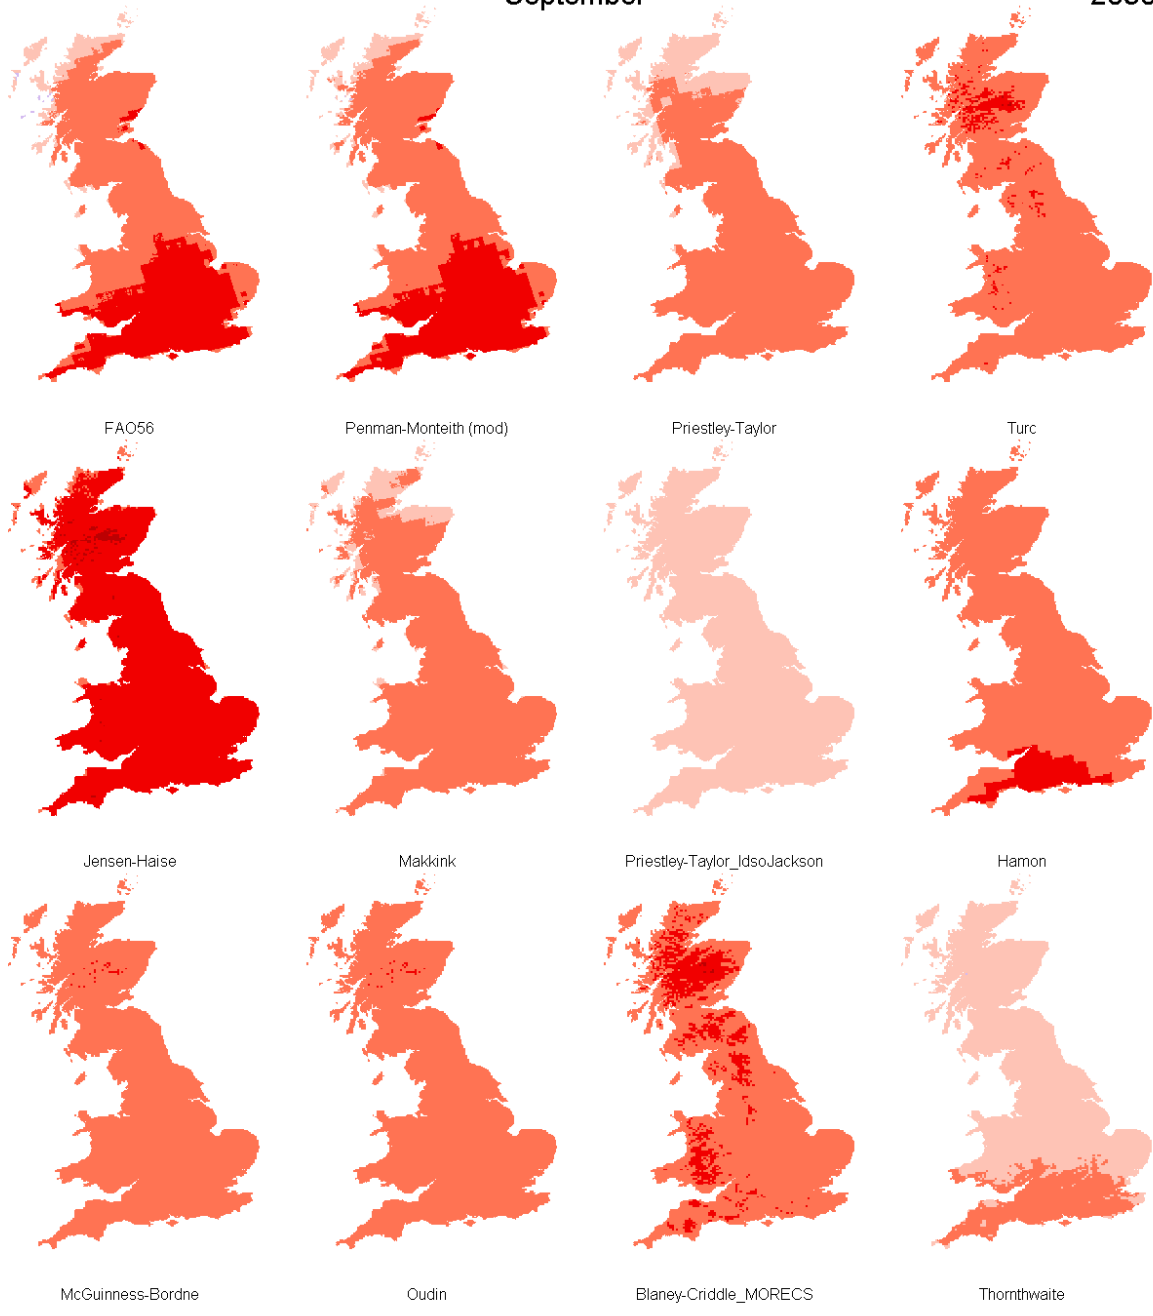 September
FAO56
Penman-Monteith (mod)
Priestley-Taylor
Turc
Jensen-Haise
Makkink
Priestley-Taylor_IdsoJackson
Hamon
McGuinness-Bordne
Oudin
Blaney-Criddle_MORECS
Thornthwaite